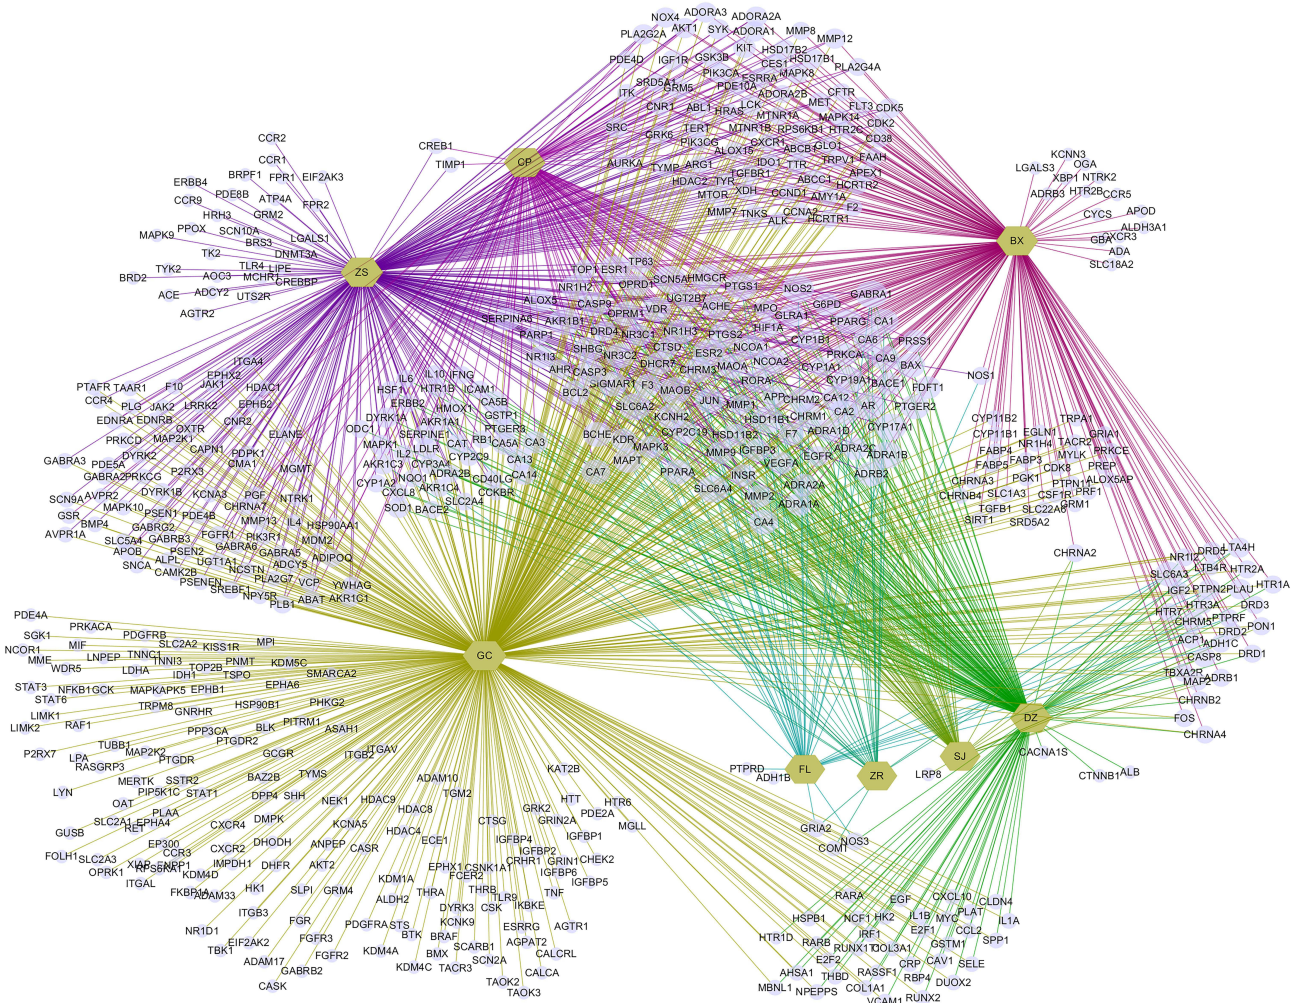 NOX4
ADORA3
ADORA2A
PLA2G2A
AKT1
SYK
ADORA1
MMP8
MMP12
KIT
HSD17B2
PDE4D
IGF1R
GSK3B
CES1
HSD17B1
PLA2G4A
PIK3CA
ESRRA
MAPK8
SRD5A1
GRM5
PDE10A
ITK
ADORA2B
CFTR
CNR1
ABL1
HRAS
LCK
MET
FLT3
CDK5
MTNR1A
MAPK14
SRC
TERT
MTNR1B
RPS6KB1
HTR2C
CDK2
GRK6
PIK3CG
CXCR1
ABCB1
GLO1
CD38
ALOX15
AURKA
TYMP
ARG1
IDO1
TTR
TRPV1
FAAH
TGFBR1
ABCC1
APEX1
HDAC2
TYR
HCRTR2
MTOR
XDH
CCND1
AMY1A
MMP7
TNKS
CCNA2
F2
ALK
HCRTR1
CREB1
TIMP1
CP
CCR2
CCR1
BRPF1
FPR1
EIF2AK3
ERBB4
PDE8B
ATP4A
FPR2
CCR9
HRH3
GRM2
SCN10A
MAPK9
PPOX
BRS3
LGALS1
TK2
DNMT3A
TYK2
TLR4
LIPE
BRD2
AOC3
MCHR1
CREBBP
ACE
ADCY2
UTS2R
AGTR2
ZS
KCNN3
LGALS3
OGA
XBP1
NTRK2
ADRB3
HTR2B
CCR5
CYCS
APOD
ALDH3A1
GBA
CXCR3
ADA
SLC18A2
BX
TP63
TOP1
ESR1
SCN5A
HMGCR
NR1H2
OPRD1
PTGS1
NOS2
ALOX5
CASP9
UGT2B7
GABRA1
SERPINA6
AKR1B1
OPRM1
VDR
ACHE
MPO
G6PD
GLRA1
PARP1
DRD4
NR3C1
NR1H3
PTGS2
HIF1A
PPARG
CA1
SHBG
CTSD
NCOA1
CYP1B1
CA6
PRSS1
NR1I3
NR3C2
ESR2
NCOA2
PRKCA
CA9
DHCR7
MAOA
CYP1A1
BAX
NOS1
AHR
CASP3
CHRM3
RORA
CYP19A1
BACE1
FDFT1
BCL2
SIGMAR1
F3
MAOB
APP
CHRM2
CA12
SLC6A2
JUN
MMP1
CHRM1
CA2
AR
PTGER2
KCNH2
HSD11B1
CYP17A1
CYP2C19
F7
ADRA1D
BCHE
KDR
HSD11B2
ADRA2C
ADRA1B
MAPT
MAPK3
MMP9
IGFBP3
EGFR
CA7
VEGFA
ADRB2
PPARA
INSR
ADRA2A
SLC6A4
MMP2
ADRA1A
CA4
IL6
IL10
IFNG
HSF1
HTR1B
ICAM1
ERBB2
CA5B
DYRK1A
HMOX1
GSTP1
ODC1
AKR1A1
PTGER3
SERPINE1
MAPK1
CAT
RB1
CA3
LDLR
CA5A
IL2
CYP2C9
CA13
AKR1C3
CYP3A4
CYP1A2
NQO1
ADRA2B
CD40LG
CA14
CXCL8
AKR1C4
CCKBR
SLC2A4
SOD1
BACE2
ITGA4
EPHX2
PTAFR
TAAR1
F10
JAK1
HDAC1
CCR4
PLG
JAK2
LRRK2
EPHB2
EDNRA
EDNRB
OXTR
CNR2
PRKCD
MAP2K1
ELANE
DYRK2
CAPN1
PDPK1
GABRA3
PDE5A
CMA1
GABRA2
PRKCG
P2RX3
MGMT
SCN9A
AVPR2
DYRK1B
KCNA3
PGF
NTRK1
GSR
MAPK10
PSEN1
PDE4B
CHRNA7
BMP4
GABRG2
MMP13
IL4
HSP90AA1
AVPR1A
SLC5A4
GABRB3
FGFR1
PIK3R1
MDM2
APOB
PSEN2
GABRA6
GABRA5
ADIPOQ
SNCA
ALPL
UGT1A1
ADCY5
CAMK2B
NCSTN
PLA2G7
VCP
YWHAG
PSENEN
SREBF1
NPY5R
ABAT
AKR1C1
PLB1
CYP11B2
TRPA1
CYP11B1
EGLN1
GRIA1
NR1H4
TACR2
PRKCE
FABP4
MYLK
FABP5
FABP3
CDK8
PREP
CHRNA3
PGK1
PTPN11
ALOX5AP
SLC1A3
CSF1R
PRF1
CHRNB4
TGFB1
SLC22A6
GRM1
SIRT1
SRD5A2
CHRNA2
NR1I2
DRD5
LTA4H
SLC6A3
LTB4R
HTR2A
IGF2
PTPN2
PLAU
HTR1A
HTR7
HTR3A
DRD3
CHRM5
PTPRF
PON1
ACP1
DRD2
ADH1C
CASP8
DRD1
TBXA2R
MAP2
ADRB1
CHRNB2
FOS
CHRNA4
DZ
CACNA1S
CTNNB1
ALB
SJ
LRP8
FL
ZR
PTPRD
ADH1B
GRIA2
NOS3
GC
PDE4A
PRKACA
SGK1
MIF
PDGFRB
NCOR1
SLC2A2
KISS1R
MPI
MME
LNPEP
TNNC1
WDR5
LDHA
TNNI3
TOP2B
PNMT
KDM5C
IDH1
TSPO
SMARCA2
STAT3
NFKB1
GCK
MAPKAPK5
EPHB1
EPHA6
STAT6
TRPM8
HSP90B1
PHKG2
LIMK1
GNRHR
LIMK2
RAF1
PPP3CA
BLK
PITRM1
ASAH1
TUBB1
PTGDR2
ITGAV
P2RX7
LPA
MAP2K2
GCGR
ITGB2
RASGRP3
PTGDR
MERTK
SSTR2
BAZ2B
TYMS
ADAM10
LYN
PIP5K1C
STAT1
DPP4
SHH
TGM2
OAT
PLAA
NEK1
HDAC9
SLC2A1
EPHA4
DMPK
HDAC8
GUSB
RET
CXCR4
KCNA5
EP300
DHODH
ANPEP
HDAC4
FOLH1
SLC2A3
CCR3
CXCR2
CASR
ECE1
XIAP
ENPP1
IMPDH1
DHFR
AKT2
OPRK1
RPS6KA1
KDM4D
KDM1A
ITGAL
FKBP1A
ADAM33
HK1
SLPI
GRM4
ALDH2
ITGB3
FGR
PDGFRA
STS
NR1D1
EIF2AK2
FGFR3
BTK
TBK1
FGFR2
KDM4A
ADAM17
GABRB2
KDM4C
CASK
KAT2B
HTT
HTR6
PDE2A
MGLL
GRK2
GRIN2A
CTSG
IGFBP1
IGFBP4
IGFBP2
CHEK2
CRHR1
GRIN1
EPHX1
CSNK1A1
IGFBP6
FCER2
IGFBP5
THRA
THRB
TLR9
TNF
DYRK3
CSK
IKBKE
KCNK9
AGTR1
ESRRG
BRAF
SCARB1
AGPAT2
BMX
SCN2A
CALCRL
TACR3
CALCA
TAOK2
TAOK3
RARA
EGF
CXCL10
CLDN4
HSPB1
NCF1
HK2
IL1B
PLAT
MYC
IL1A
HTR1D
IRF1
E2F1
CCL2
RARB
RUNX1T1
COL3A1
GSTM1
SPP1
E2F2
CAV1
CRP
SELE
AHSA1
THBD
RASSF1
RBP4
DUOX2
MBNL1
NPEPPS
COL1A1
RUNX2
VCAM1